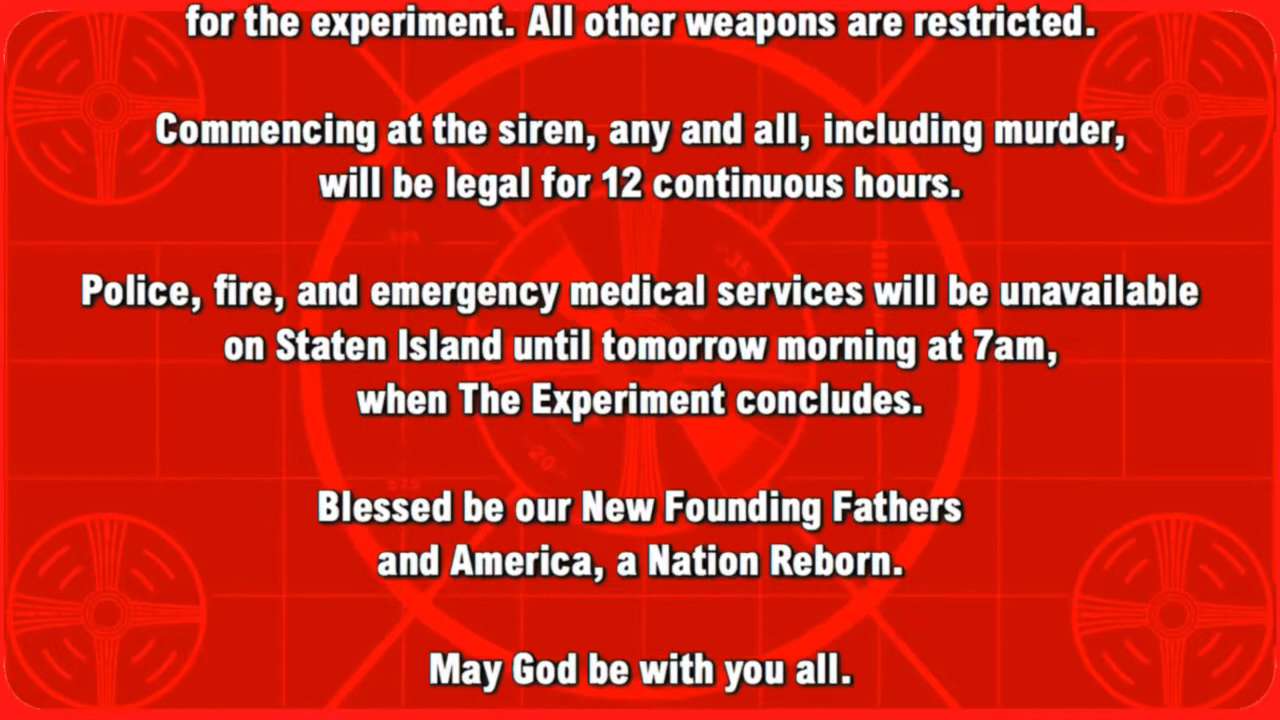 for the experiment. All other weapons are restricted.
Commencing at the siren, any and all, including murder,
will be legal for 12 continuous hours.
Police, fire, and emergency medical services will be unavailable
on Staten Island until tomorrow morning at 7am,
when The Experiment concludes.
Blessed be our New Founding Fathers
and America, a Nation Reborn.
May God be with you all.